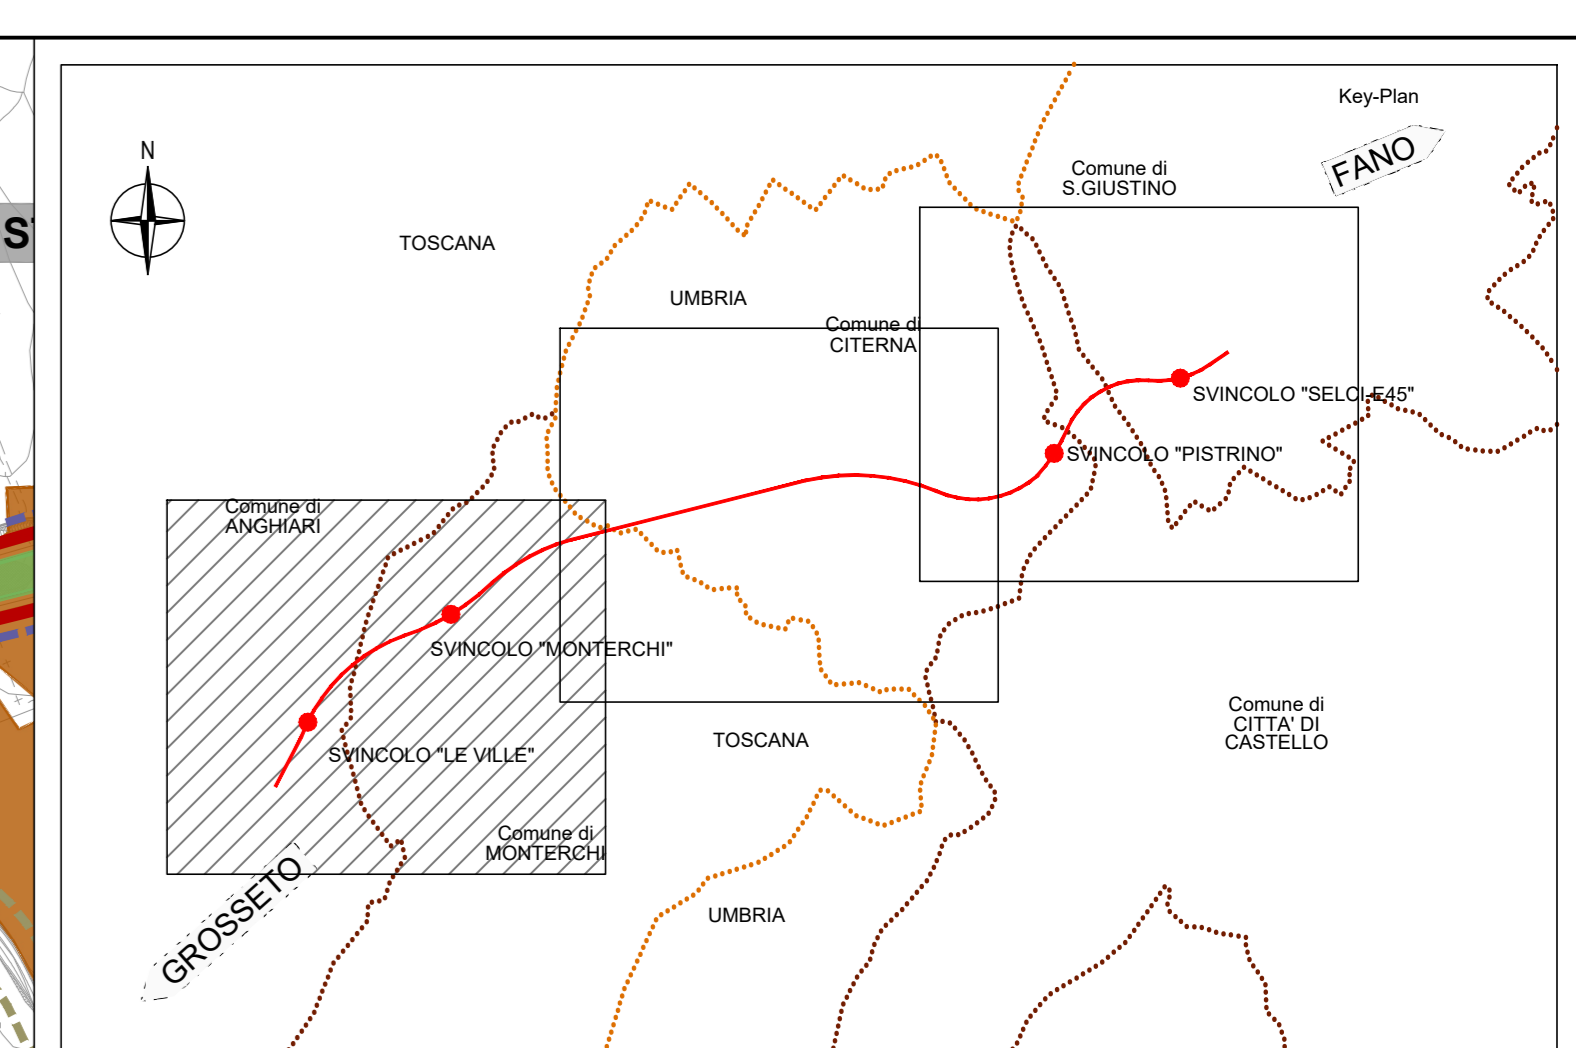 Key-Plan
N
FANO
Comune di
S.GIUSTINO
TOSCANA
UMBRIA
Comune di
CITERNA
SVINCOLO "SELCI-E45"
SVINCOLO "PISTRINO"
Comune di
ANGHIARI
SVINCOLO "MONTERCHI"
SVINCOLO "LE VILLE"
TOSCANA
Comune di
CITTA' DI
CASTELLO
Comune di
MONTERCHI
GROSSETO
UMBRIA